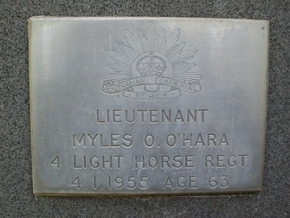 LIEUTENANT
MYLES O. O'HARA
4 LIGHT HORSE REGT.
4. 1. 1955 AGE 63